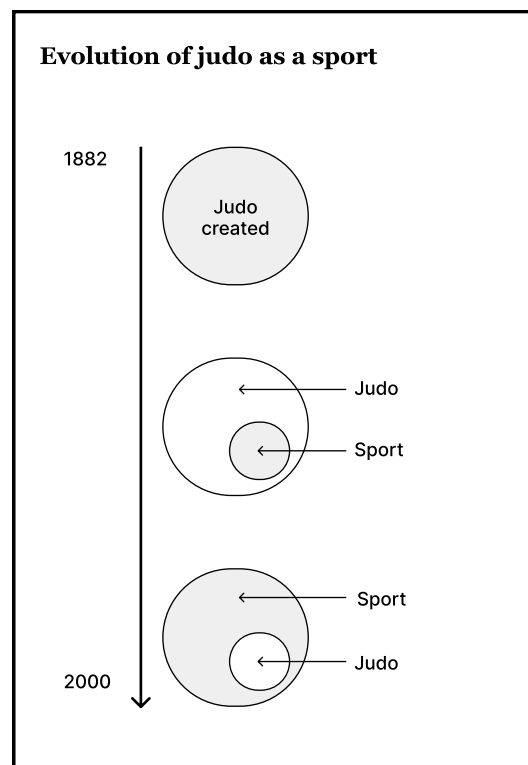 Evolution of judo as a sport
1882
Judo
created
Judo
Sport
Sport
Judo
2000